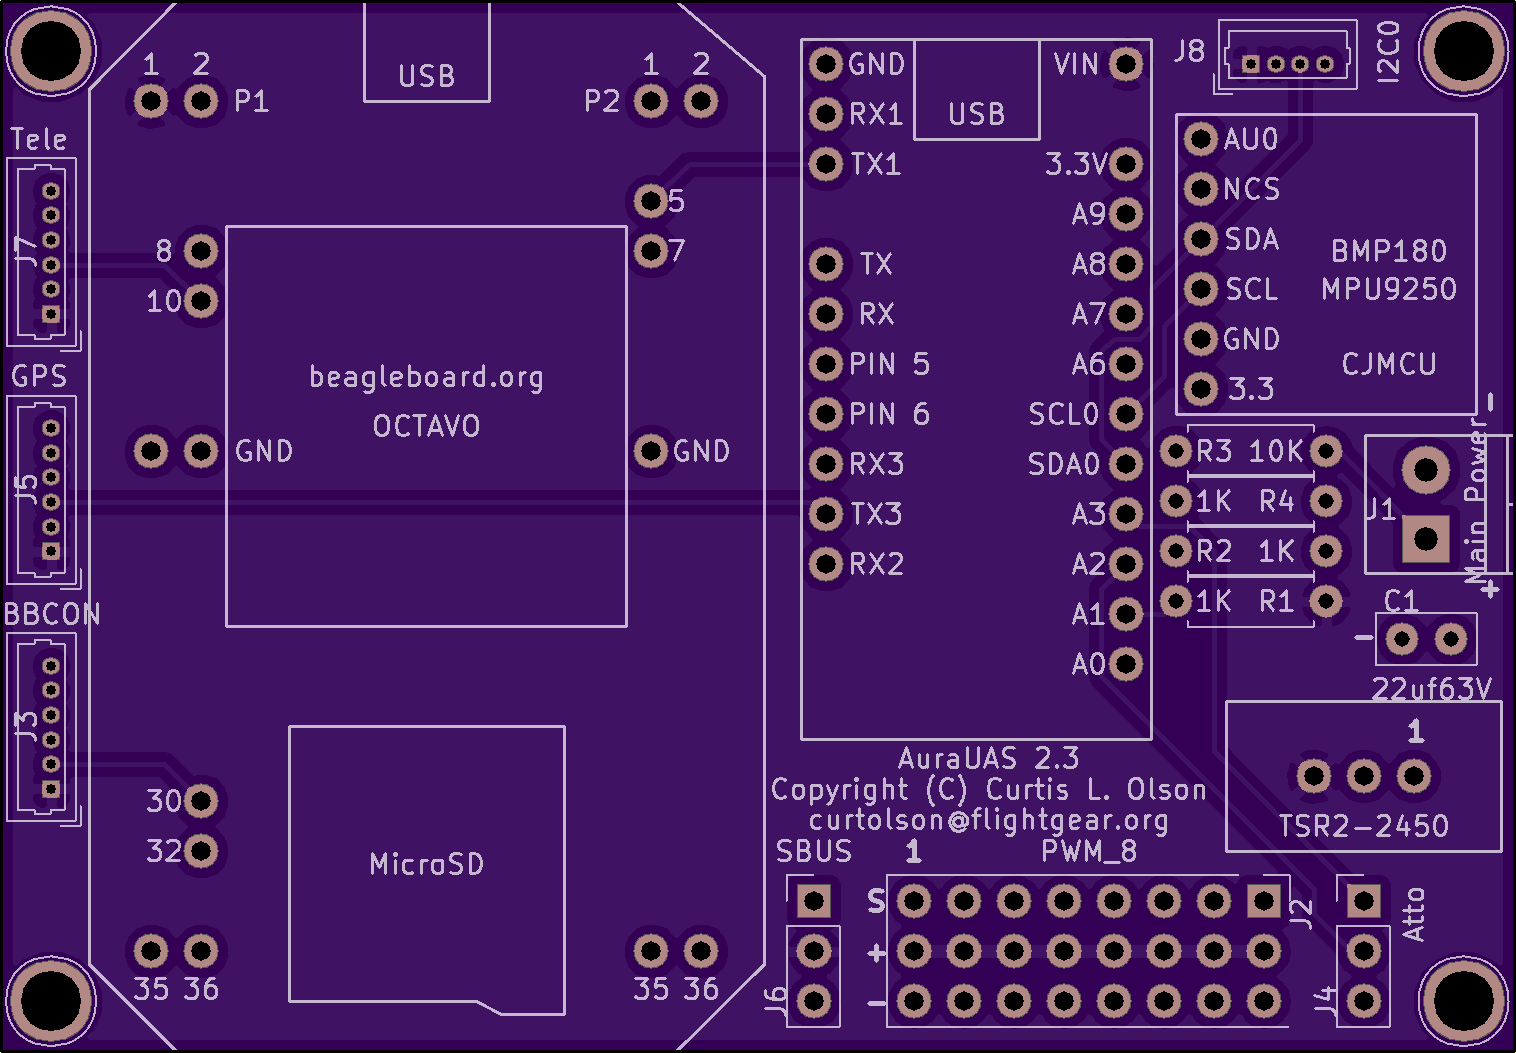 1 2 P1
USB
1 2
P2
Tele
J7
8
10
5
7
GPS
J5
beagleboard.org
OCTAVO
GND
GND
BBCON
J3
30
32
MicroSD
35 36
35 36
GND
RX1
TX1
TX
RX
PIN 5
PIN 6
RX3
TX3
RX2
USB
VIN
3.3V
A9
A8
A7
A6
SCL0
SDA0
A3
A2
A1
A0
J8
I2C0
AU0
NCS
SDA
SCL
GND
3.3
BMP180
MPU9250
CJMCU
R3 10K
1K R4
R2 1K
1K R1
J1
- Main Power +
C1
-
22uf63V
1
TSR2-2450
AuraUAS 2.3
Copyright (C) Curtis L. Olson
curtolson@flightgear.org
SBUS 1 PWM_8
S
+
-
J6
J2
J4
Atto